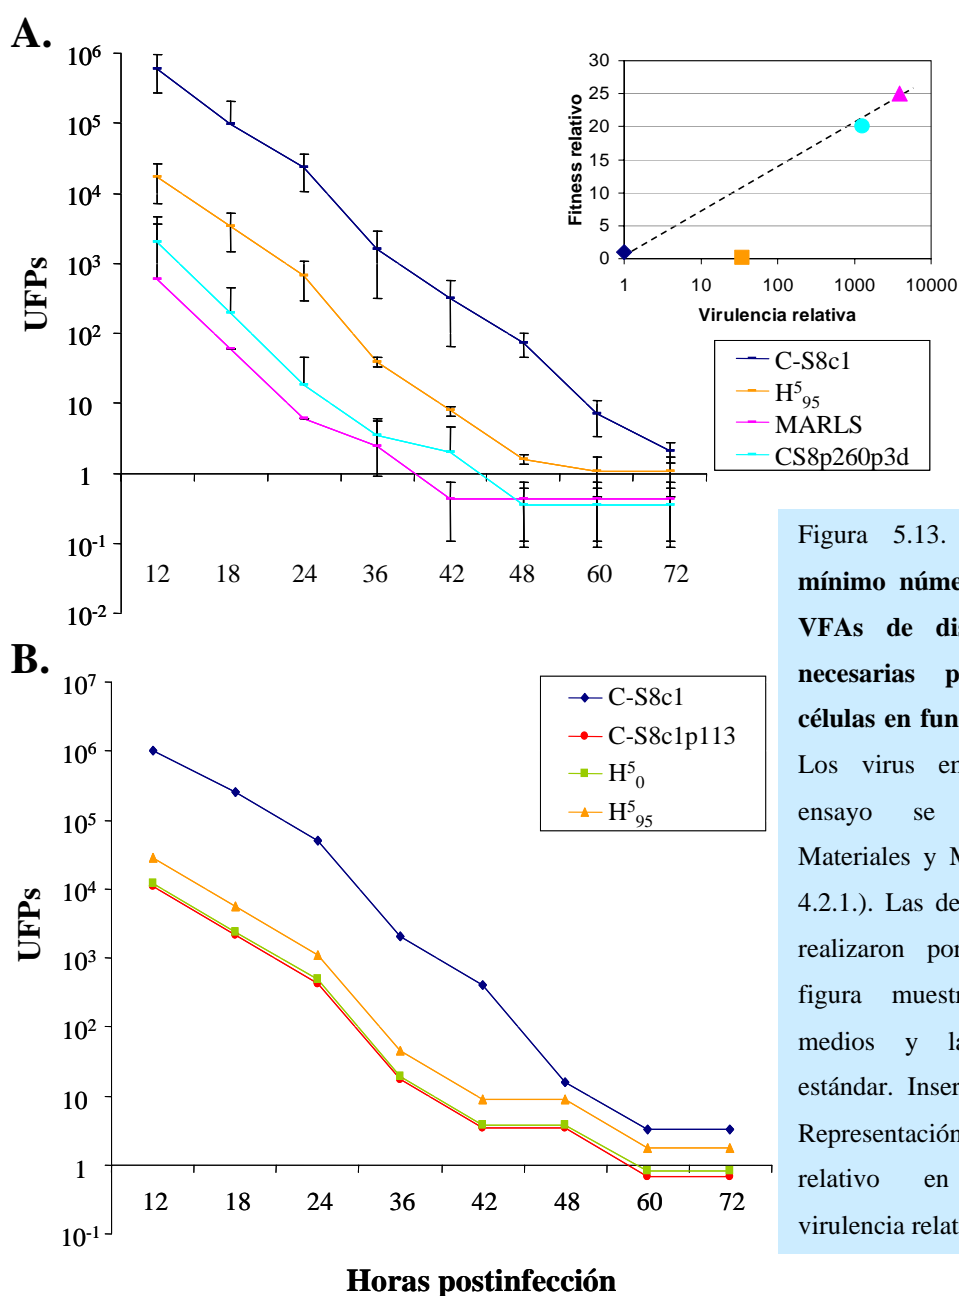 A.
10⁶
10⁵
10⁴
10³
10²
10
1
10⁻¹
10⁻²
UFPs
12 18 24 36 42 48 60 72
30
25
20
15
10
5
0
Fitness relativo
1 10 100 1000 10000
Virulencia relativa
C-S8c1
H⁵₉₅
MARLS
CS8p260p3d
Figura 5.13.
mínimo núme
VFAs de di
necesarias p
células en fun
Los virus en
ensayo se
Materiales y M
4.2.1.). Las de
realizaron por
figura muest
medios y la
estándar. Inser
Representación
relativo en
virulencia relat
B.
10⁷
10⁶
10⁵
10⁴
10³
10²
10
1
10⁻¹
UFPs
C-S8c1
C-S8c1p113
H⁵₀
H⁵₉₅
12 18 24 36 42 48 60 72
Horas postinfección